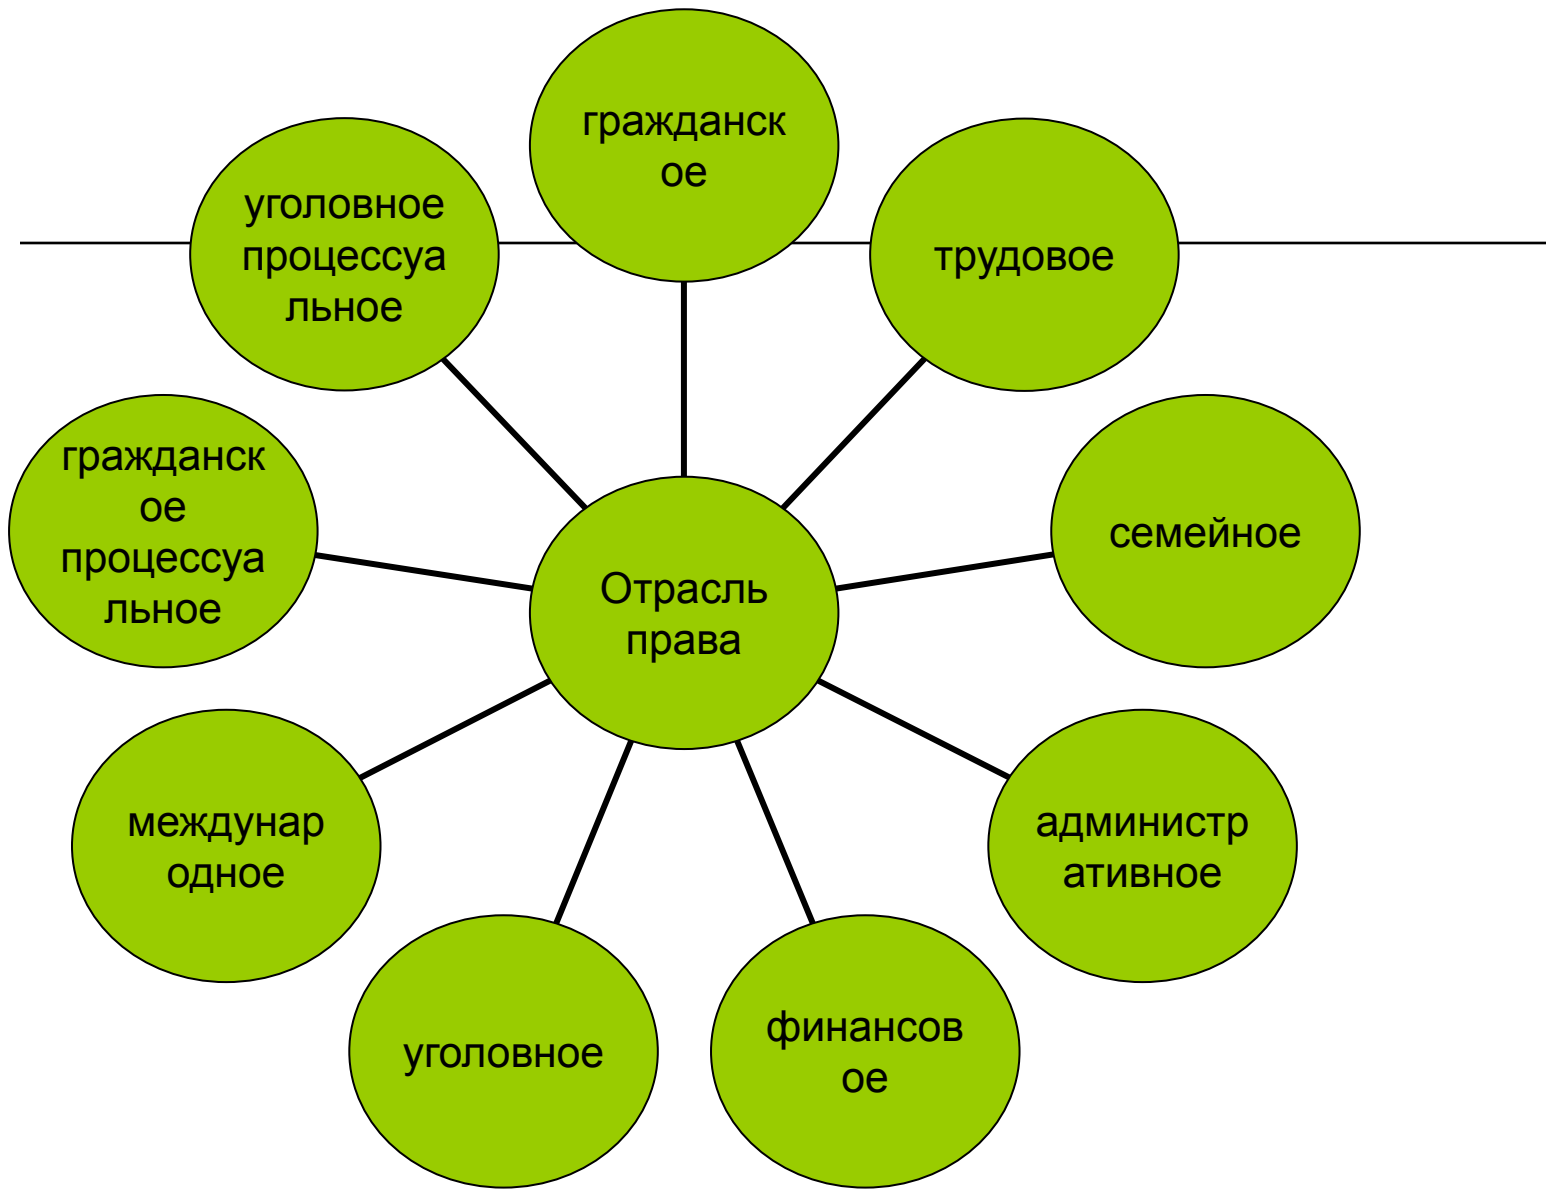 гражданск
ое
уголовное
процессуа
льное
трудовое
гражданск
ое
процессуа
льное
семейное
Отрасль
права
междунар
одное
администр
ативное
уголовное
финансов
ое